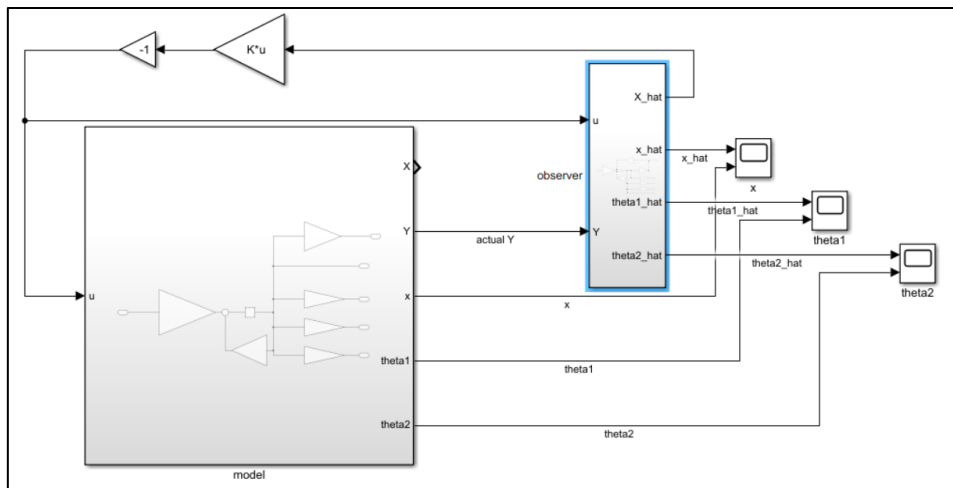 -1
K*u
X_hat
u
x_hat
x_hat
x
observer
theta1_hat
theta1_hat
theta1
X
Y
actual Y
Y
theta2_hat
theta2_hat
theta2
u
x
x
theta1
theta1
theta2
theta2
model